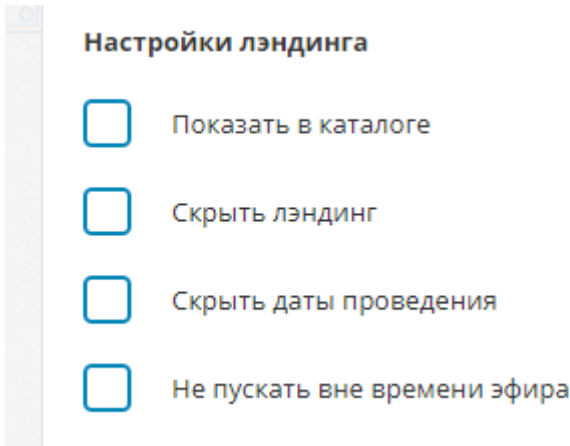 Настройки лэндинга
Показать в каталоге
Скрыть лэндинг
Скрыть даты проведения
Не пускать вне времени эфира